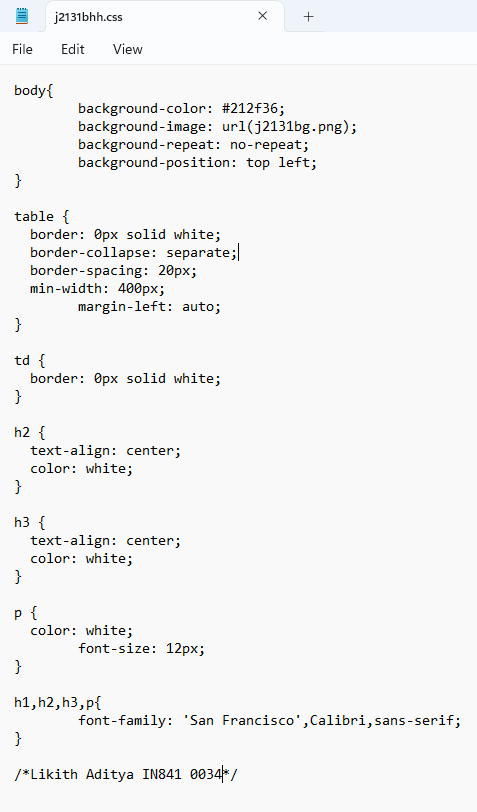 j2131bhh.css
File Edit View
body{
        background-color: #212f36;
        background-image: url(j2131bg.png);
        background-repeat: no-repeat;
        background-position: top left;
}
table {
  border: 0px solid white;
  border-collapse: separate;
  border-spacing: 20px;
  min-width: 400px;
        margin-left: auto;
}
td {
  border: 0px solid white;
}
h2 {
  text-align: center;
  color: white;
}
h3 {
  text-align: center;
  color: white;
}
p {
  color: white;
        font-size: 12px;
}
h1,h2,h3,p{
        font-family: 'San Francisco',Calibri,sans-serif;
}
/*Likith Aditya IN841 0034*/